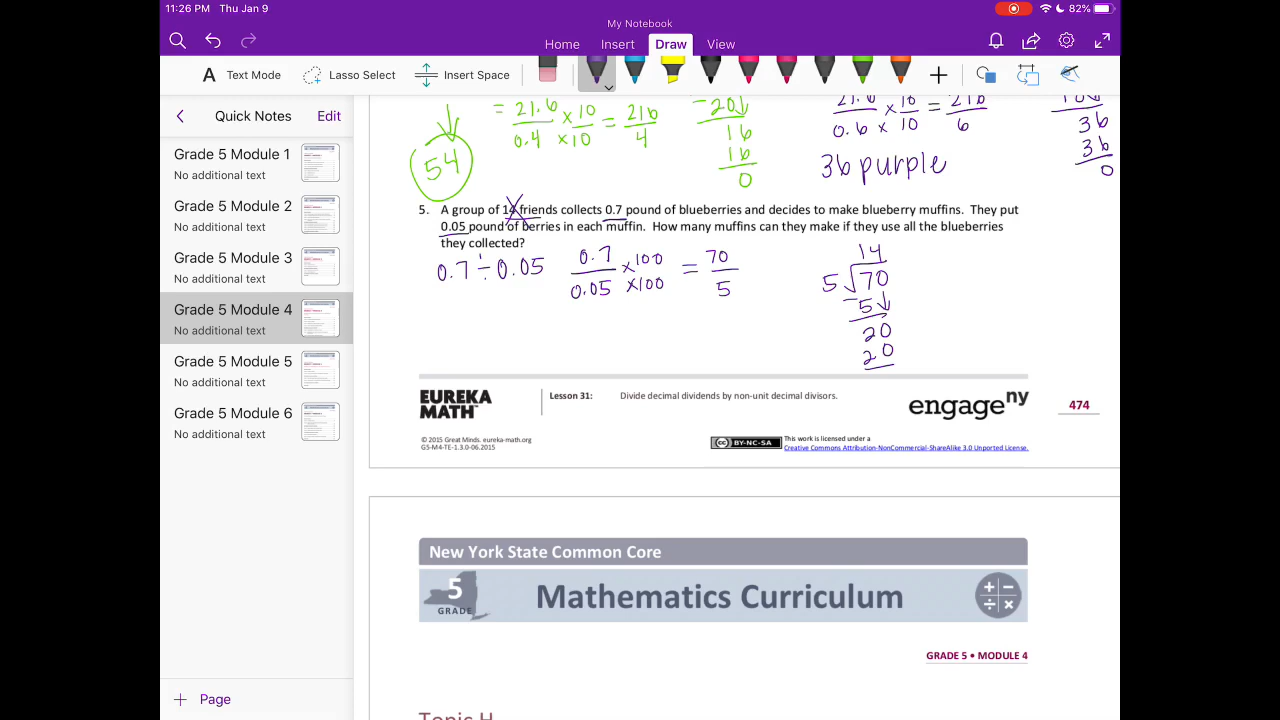 11:26 PM Thu Jan 9
My Notebook
82%
Home Insert Draw View
Text Mode Lasso Select Insert Space
Quick Notes Edit
Grade 5 Module 1
No additional text
Grade 5 Module 2
No additional text
Grade 5 Module 3
No additional text
Grade 5 Module 4
No additional text
Grade 5 Module 5
No additional text
Grade 5 Module 6
No additional text
Page
= 21.6/0.4 × 10/10 = 216/4
54
-20
16
16
0
21.6/0.6 × 10/10 = 216/6
36 purple
36
36
0
5. A group of 14 friends collects 0.7 pound of blueberries and decides to make blueberry muffins. They put
0.05 pound of berries in each muffin. How many muffins can they make if they use all the blueberries
they collected?
0.7 ÷ 0.05
0.7/0.05 ×100/×100 = 70/5
14
5 70
-5
20
20
EUREKA
MATH
Lesson 31: Divide decimal dividends by non-unit decimal divisors.
engage ny
474
© 2015 Great Minds. eureka-math.org
G5-M4-TE-1.3.0-06.2015
CC BY-NC-SA
This work is licensed under a
Creative Commons Attribution-NonCommercial-ShareAlike 3.0 Unported License.
New York State Common Core
5
GRADE
Mathematics Curriculum
GRADE 5 • MODULE 4
Topic H